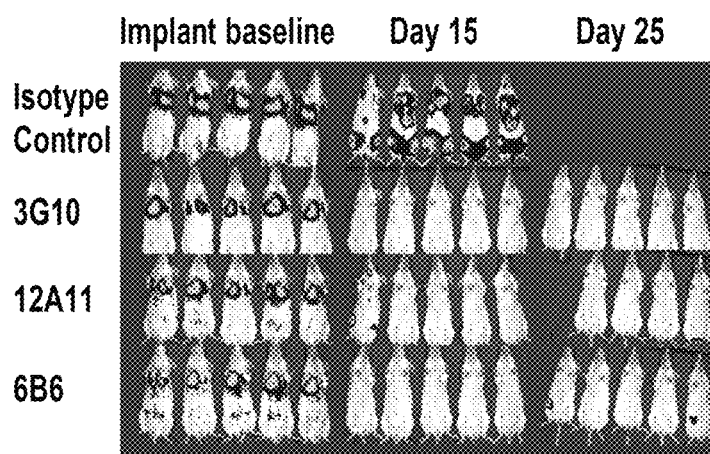 Implant baseline Day 15 Day 25
Isotype
Control
3G10
12A11
6B6